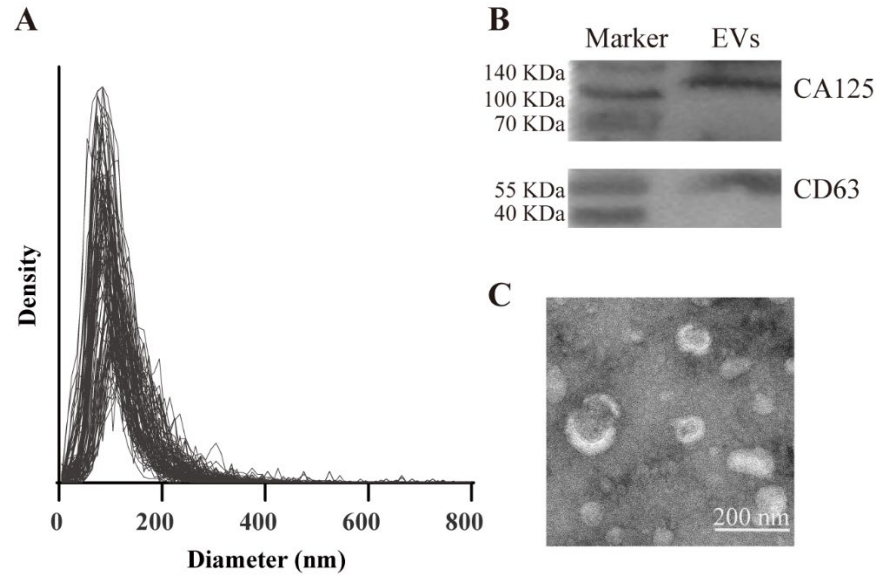 A
Density
0 200 400 600 800
Diameter (nm)
B
Marker EVs
140 KDa
100 KDa
70 KDa
CA125
55 KDa
40 KDa
CD63
C
200 nm